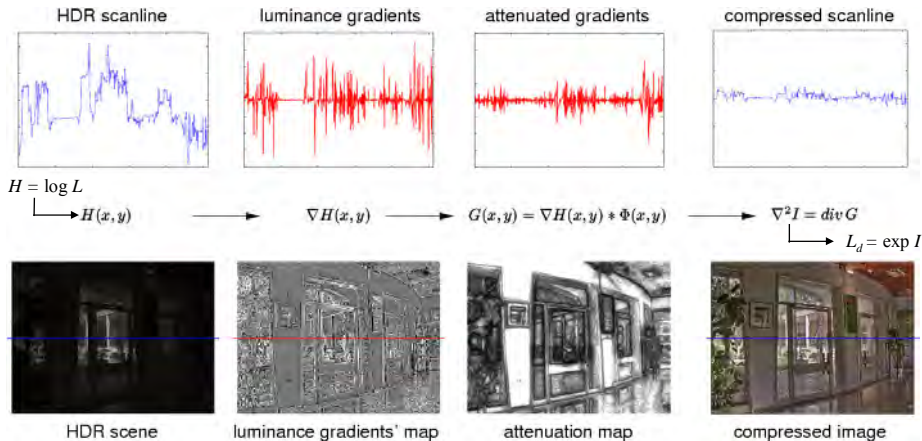 HDR scanline
luminance gradients
attenuated gradients
compressed scanline
H = log L
H(x, y)
∇H(x, y)
G(x, y) = ∇H(x, y) * Φ(x, y)
∇²I = div G
L_d = exp I
HDR scene
luminance gradients' map
attenuation map
compressed image